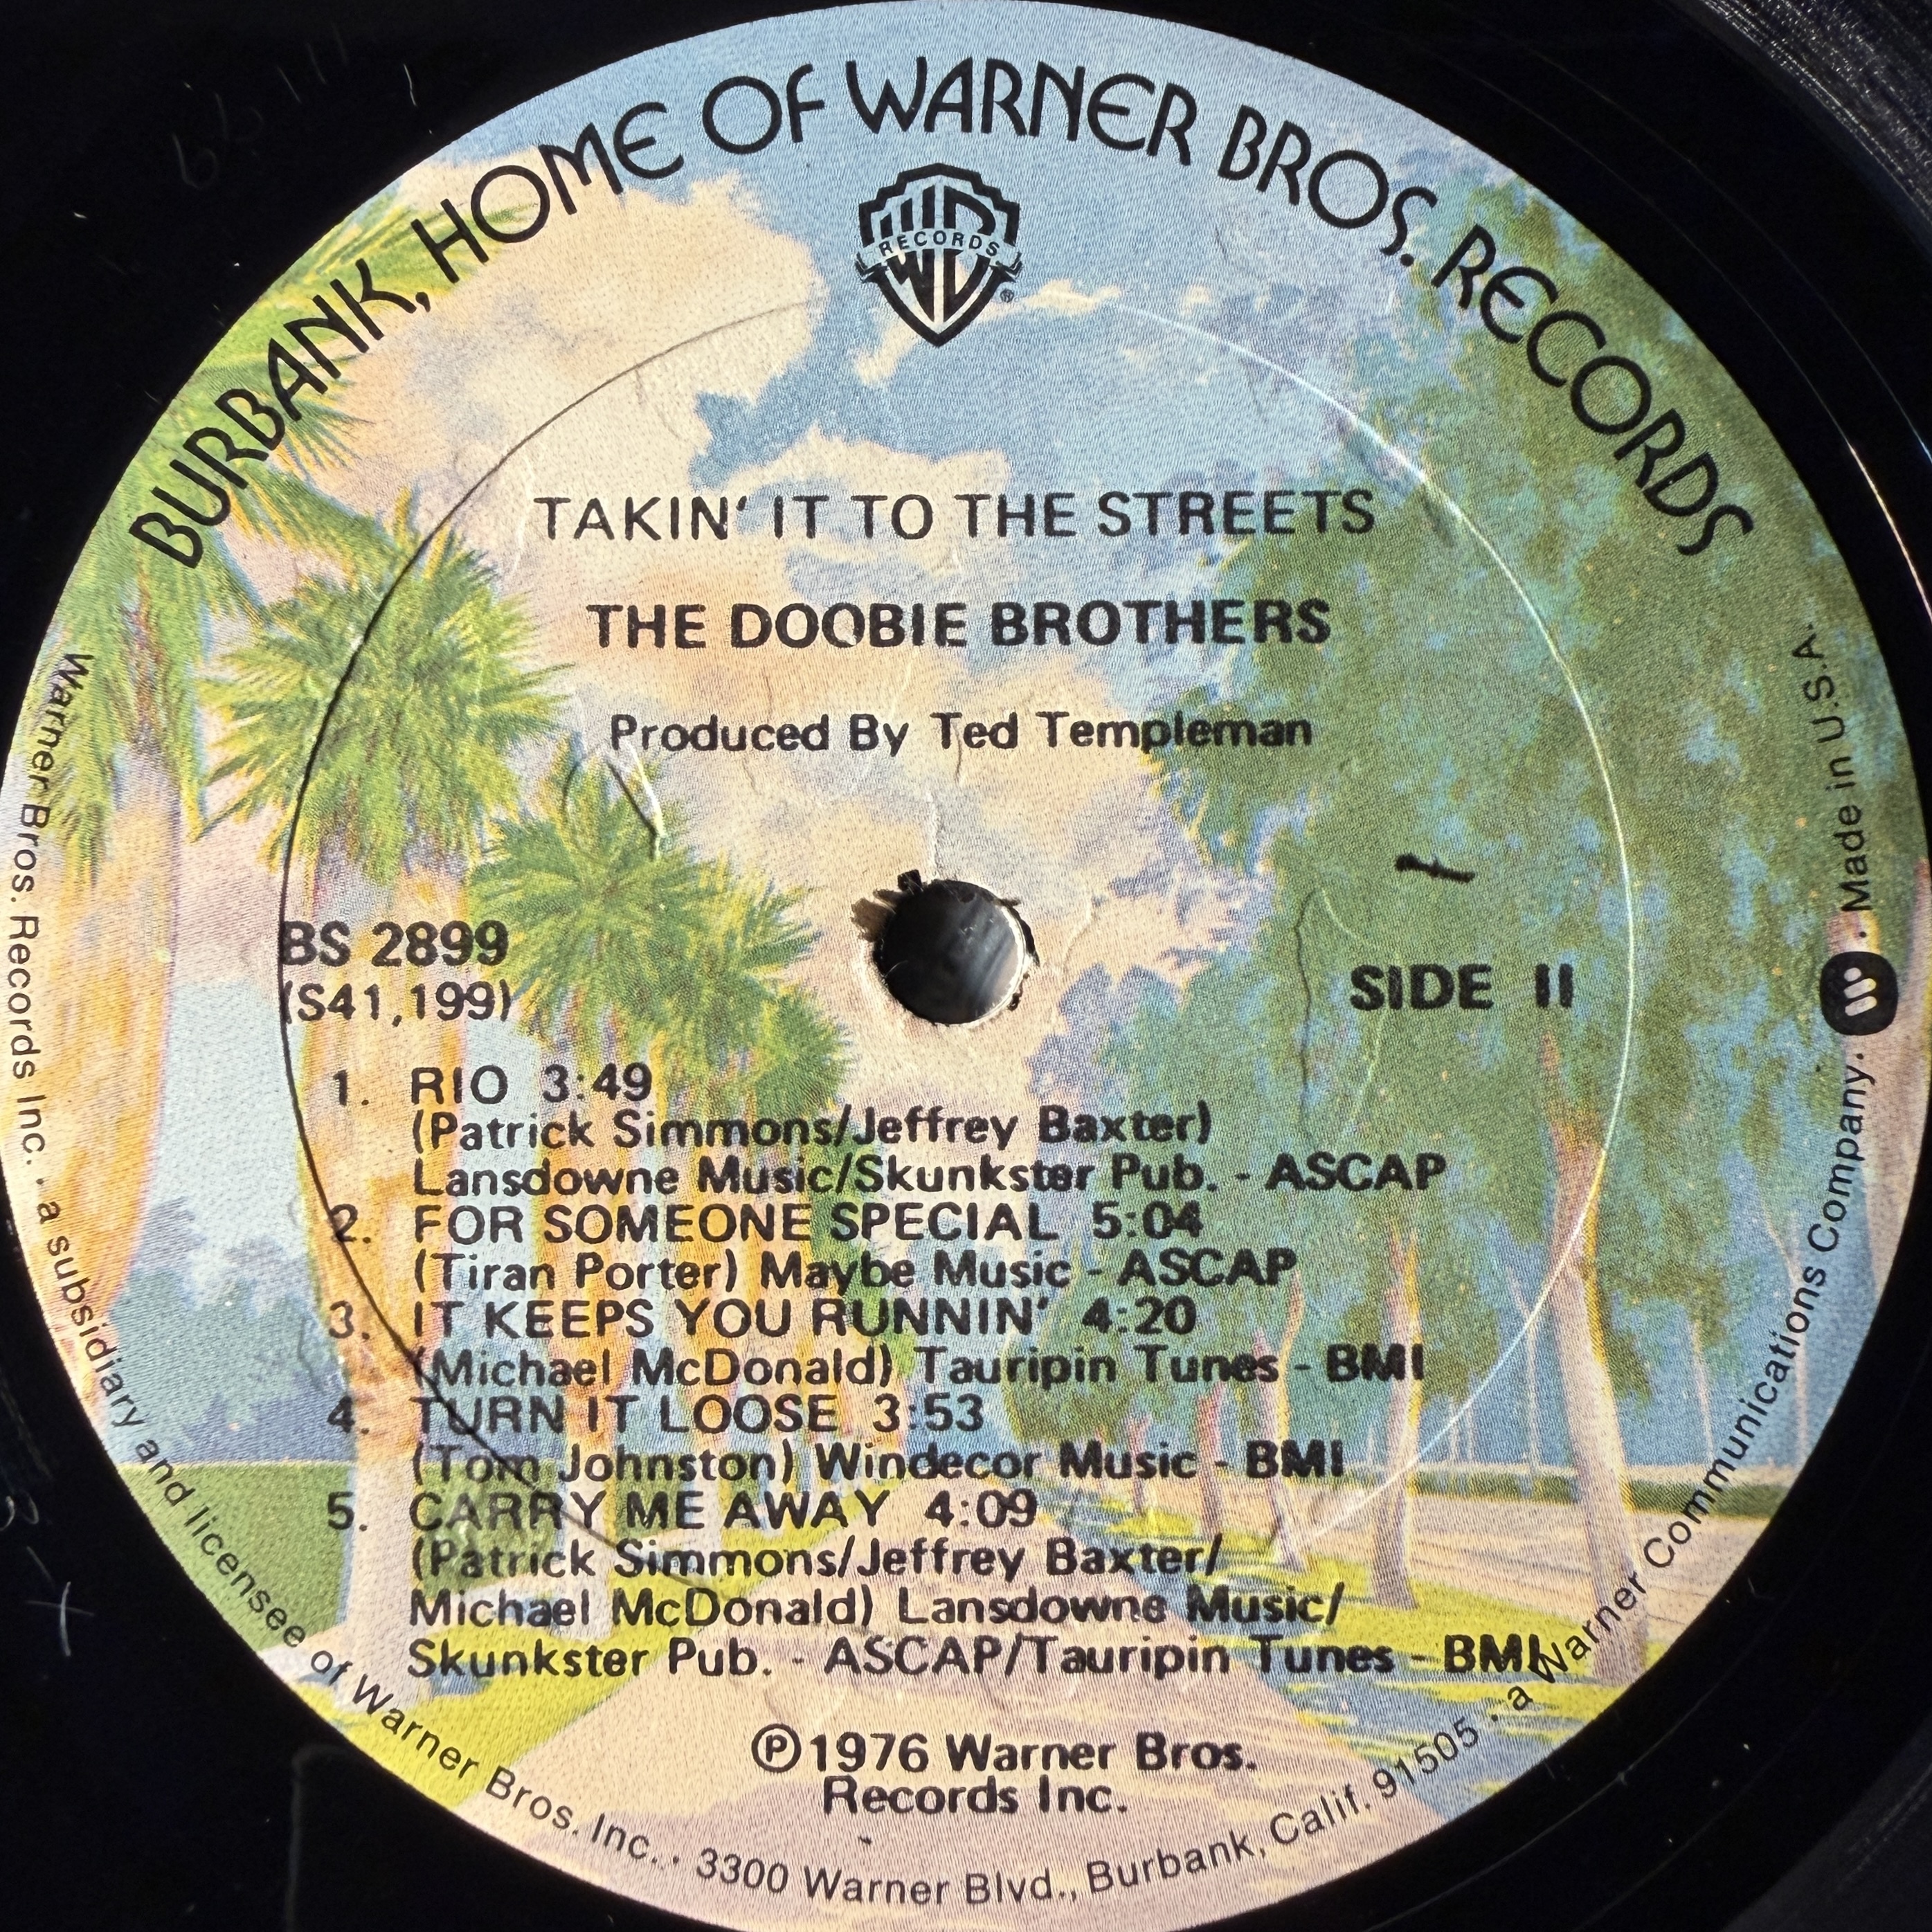 BURBANK, HOME OF WARNER BROS. RECORDS
WB
RECORDS
®
TAKIN' IT TO THE STREETS
THE DOOBIE BROTHERS
Produced By Ted Templeman
BS 2899
(S41,199)
SIDE II
1. RIO 3:49
(Patrick Simmons/Jeffrey Baxter)
Lansdowne Music/Skunkster Pub. - ASCAP
2. FOR SOMEONE SPECIAL 5:04
(Tiran Porter) Maybe Music - ASCAP
3. IT KEEPS YOU RUNNIN' 4:20
(Michael McDonald) Tauripin Tunes - BMI
4. TURN IT LOOSE 3:53
(Tom Johnston) Windecor Music - BMI
5. CARRY ME AWAY 4:09
(Patrick Simmons/Jeffrey Baxter/
Michael McDonald) Lansdowne Music/
Skunkster Pub. - ASCAP/Tauripin Tunes - BMI
℗1976 Warner Bros.
Records Inc.
Warner Bros. Records Inc. · a subsidiary and licensee of Warner Bros. Inc. · 3300 Warner Blvd., Burbank, Calif. 91505 · a Warner Communications Company. W · Made in U.S.A.